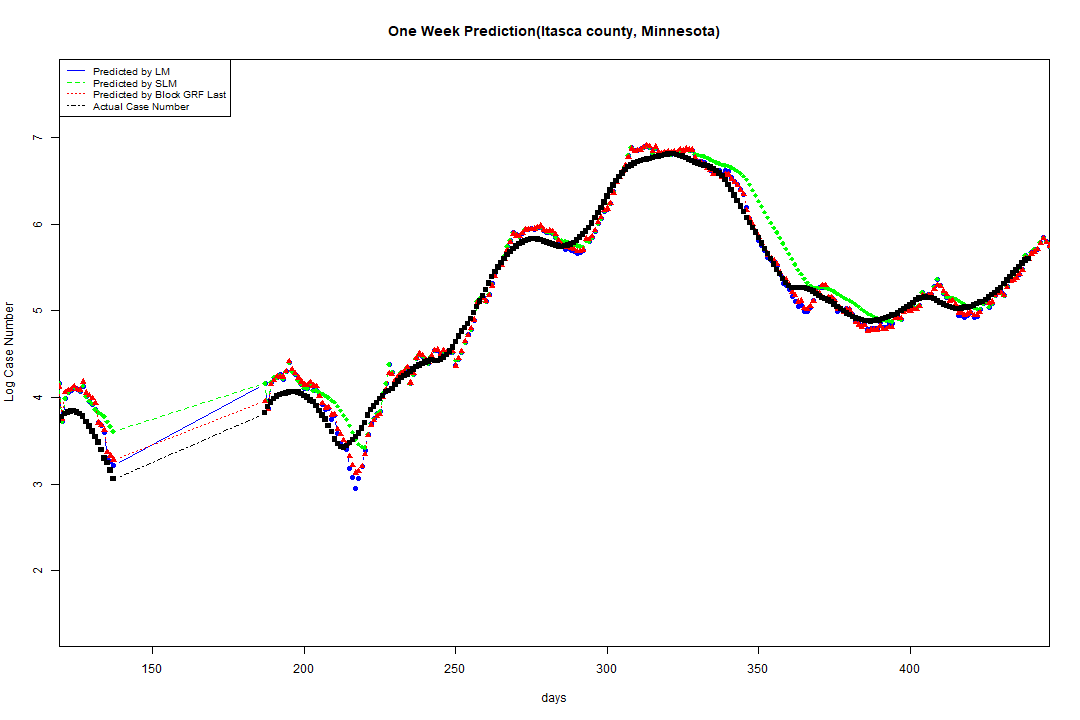 One Week Prediction(Itasca county, Minnesota)
Predicted by LM
Predicted by SLM
Predicted by Block GRF Last
Actual Case Number
7
6
5
4
3
2
Log Case Number
150 200 250 300 350 400
days